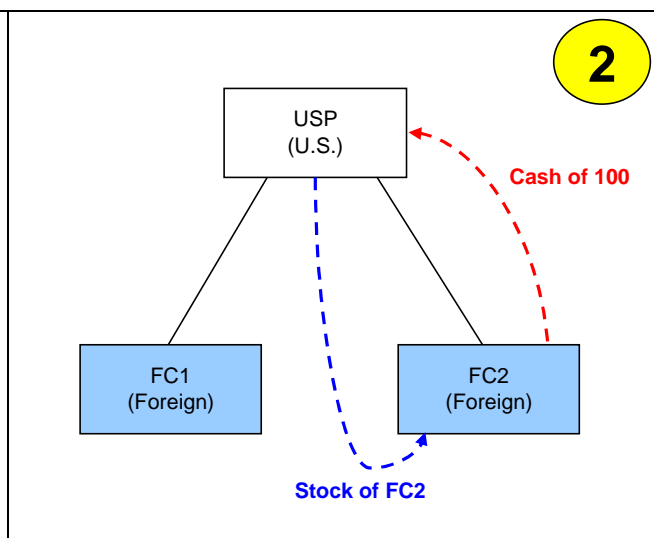 2
USP
(U.S.)
Cash of 100
FC1
(Foreign)
FC2
(Foreign)
Stock of FC2